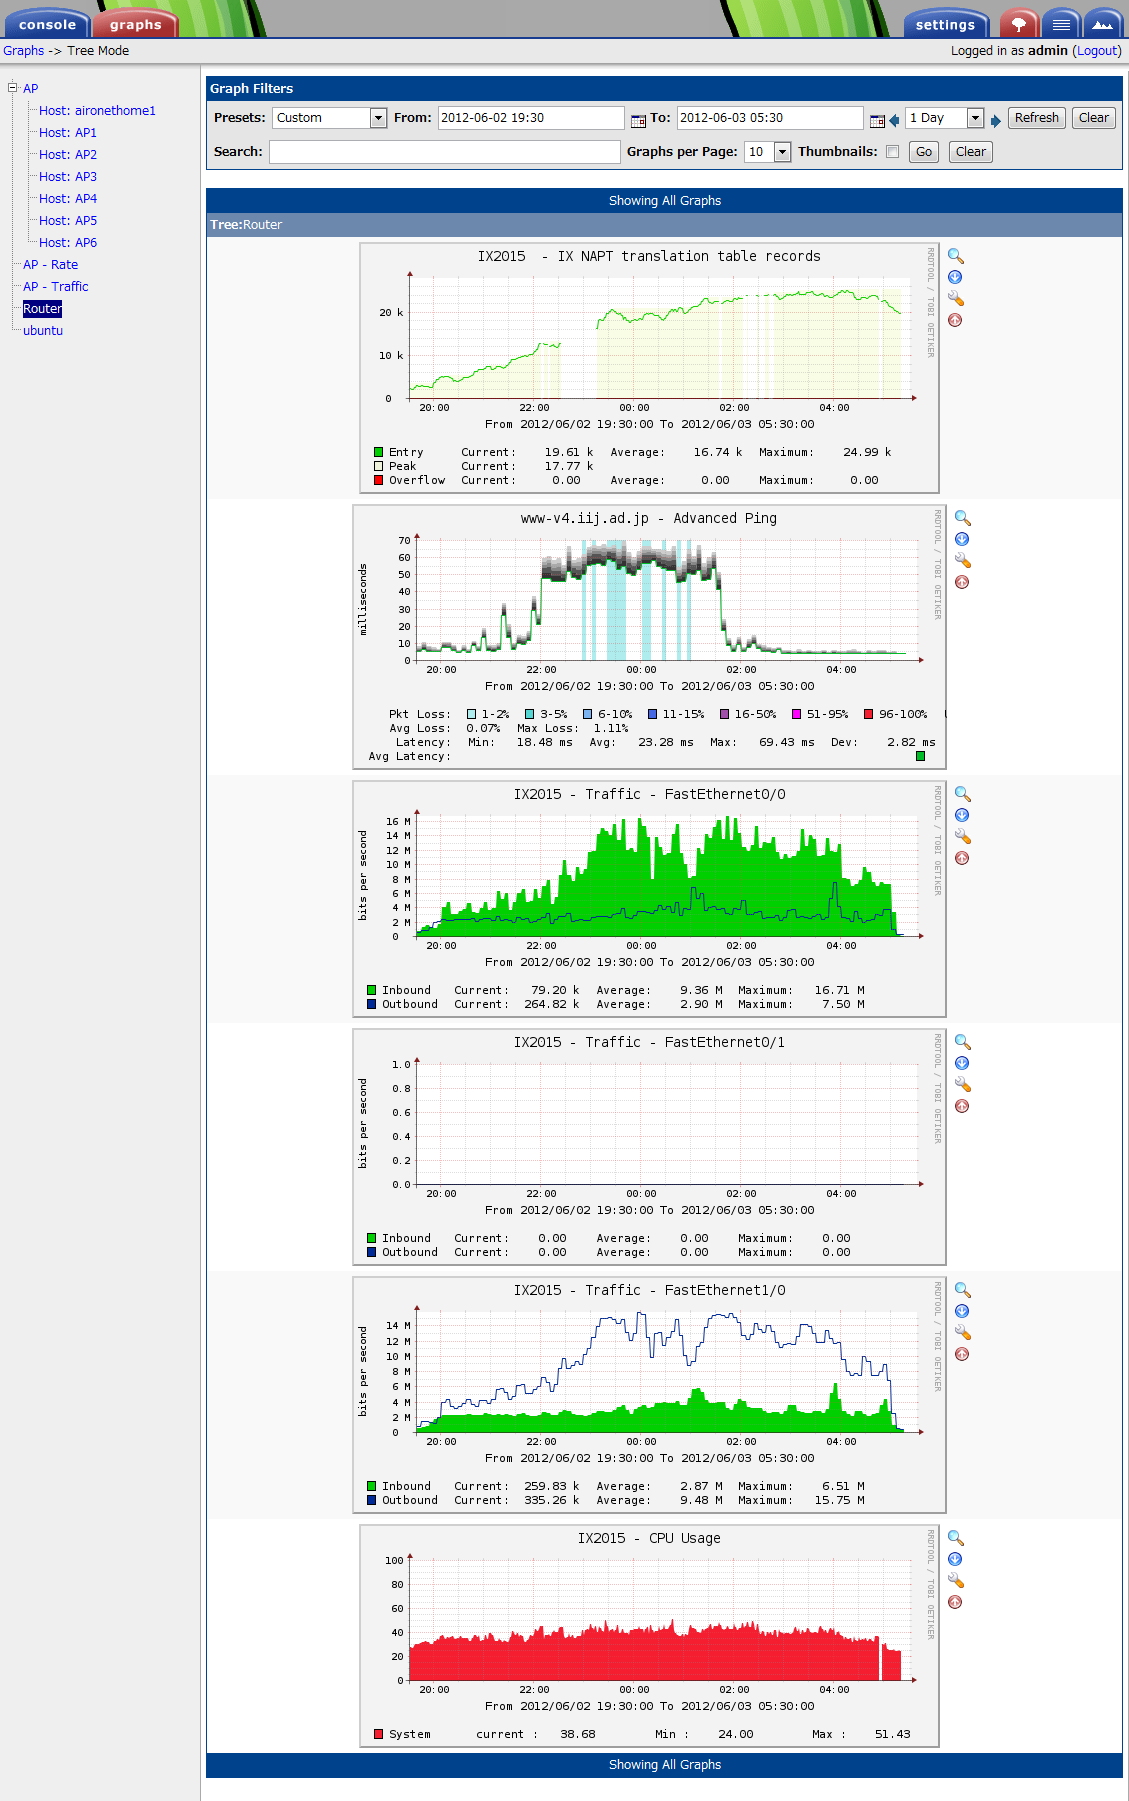 console graphs settings
Graphs -> Tree Mode Logged in as admin (Logout)
AP
Host: aironethome1
Host: AP1
Host: AP2
Host: AP3
Host: AP4
Host: AP5
Host: AP6
AP - Rate
AP - Traffic
Router
ubuntu
Graph Filters
Presets: Custom From: 2012-06-02 19:30 To: 2012-06-03 05:30 1 Day Refresh Clear
Search: Graphs per Page: 10 Thumbnails: Go Clear
Showing All Graphs
Tree:Router
IX2015 - IX NAPT translation table records
RRDTOOL / TOBI OETIKER
20 k
10 k
0
20:00 22:00 00:00 02:00 04:00
From 2012/06/02 19:30:00 To 2012/06/03 05:30:00
Entry Current: 19.61 k Average: 16.74 k Maximum: 24.99 k
Peak Current: 17.77 k
Overflow Current: 0.00 Average: 0.00 Maximum: 0.00
www-v4.iij.ad.jp - Advanced Ping
RRDTOOL / TOBI OETIKER
milliseconds
70
60
50
40
30
20
10
0
20:00 22:00 00:00 02:00 04:00
From 2012/06/02 19:30:00 To 2012/06/03 05:30:00
Pkt Loss: 1-2% 3-5% 6-10% 11-15% 16-50% 51-95% 96-100%
Avg Loss: 0.07% Max Loss: 1.11%
Latency: Min: 18.48 ms Avg: 23.28 ms Max: 69.43 ms Dev: 2.82 ms
Avg Latency:
IX2015 - Traffic - FastEthernet0/0
RRDTOOL / TOBI OETIKER
bits per second
16 M
14 M
12 M
10 M
8 M
6 M
4 M
2 M
0
20:00 22:00 00:00 02:00 04:00
From 2012/06/02 19:30:00 To 2012/06/03 05:30:00
Inbound Current: 79.20 k Average: 9.36 M Maximum: 16.71 M
Outbound Current: 264.82 k Average: 2.90 M Maximum: 7.50 M
IX2015 - Traffic - FastEthernet0/1
RRDTOOL / TOBI OETIKER
bits per second
1.0
0.8
0.6
0.4
0.2
0.0
20:00 22:00 00:00 02:00 04:00
From 2012/06/02 19:30:00 To 2012/06/03 05:30:00
Inbound Current: 0.00 Average: 0.00 Maximum: 0.00
Outbound Current: 0.00 Average: 0.00 Maximum: 0.00
IX2015 - Traffic - FastEthernet1/0
RRDTOOL / TOBI OETIKER
bits per second
14 M
12 M
10 M
8 M
6 M
4 M
2 M
0
20:00 22:00 00:00 02:00 04:00
From 2012/06/02 19:30:00 To 2012/06/03 05:30:00
Inbound Current: 259.83 k Average: 2.87 M Maximum: 6.51 M
Outbound Current: 335.26 k Average: 9.48 M Maximum: 15.75 M
IX2015 - CPU Usage
RRDTOOL / TOBI OETIKER
100
80
60
40
20
0
20:00 22:00 00:00 02:00 04:00
From 2012/06/02 19:30:00 To 2012/06/03 05:30:00
System current : 38.68 Min : 24.00 Max : 51.43
Showing All Graphs